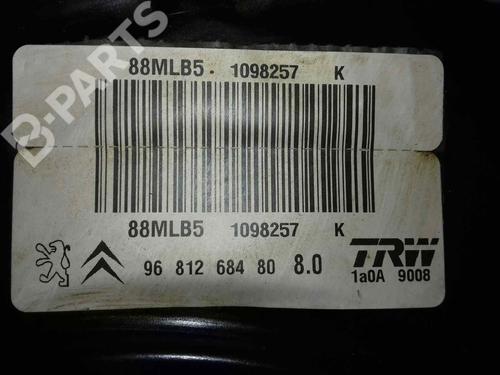 88MLB5 · 1098257 K
88MLB5 1098257 K
96 812 684 80 8.0
TRW
1a0A 9008
B-PARTS